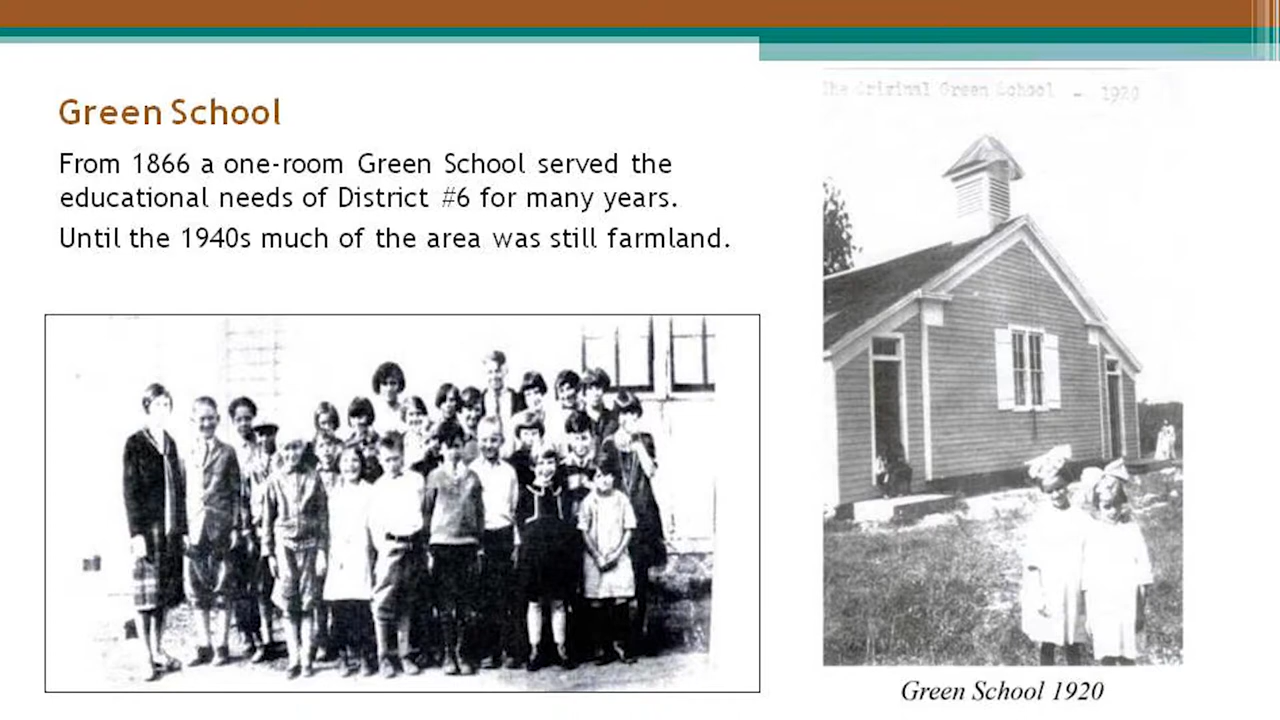 Green School
From 1866 a one-room Green School served the
educational needs of District #6 for many years.
Until the 1940s much of the area was still farmland.
The Original Green School - 1920
Green School 1920